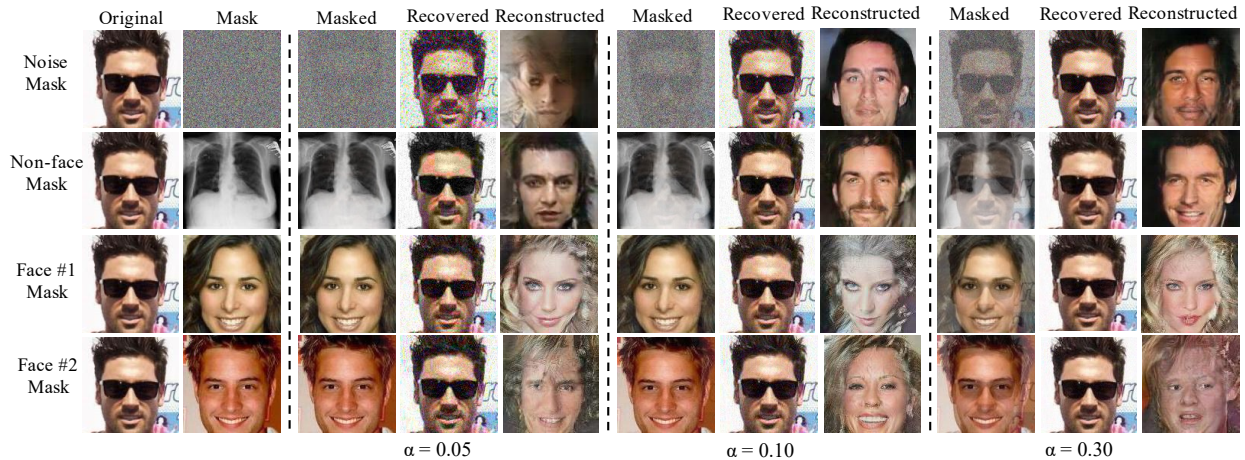 Original Mask Masked Recovered Reconstructed Masked Recovered Reconstructed Masked Recovered Reconstructed
Noise
Mask
Non-face
Mask
Face #1
Mask
Face #2
Mask
α = 0.05 α = 0.10 α = 0.30